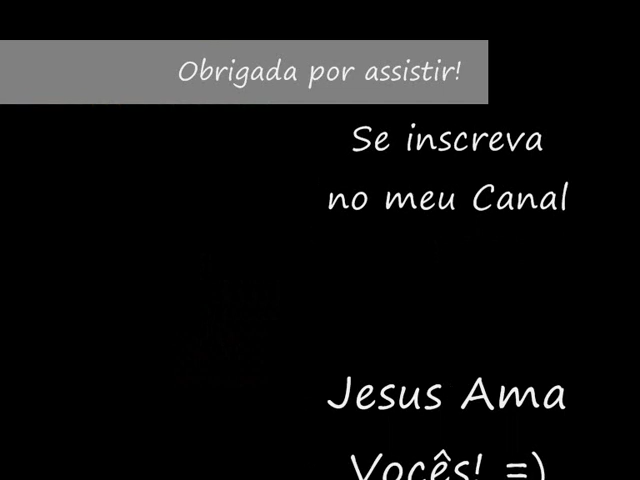 Obrigada por assistir!
Se inscreva
no meu Canal
Jesus Ama
Vocês! =)